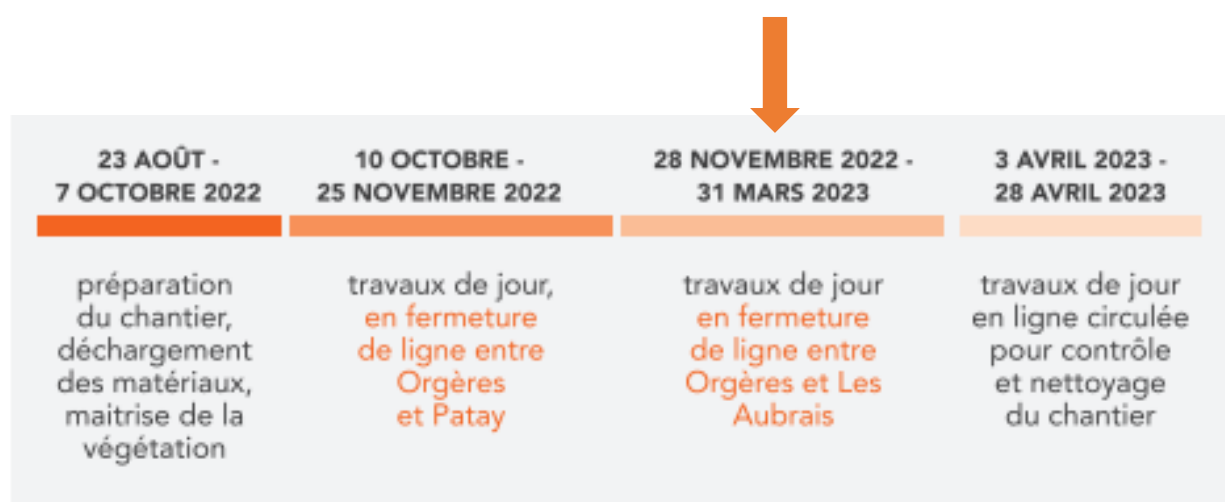 23 AOÛT -
7 OCTOBRE 2022
préparation
du chantier,
déchargement
des matériaux,
maitrise de la
végétation
10 OCTOBRE -
25 NOVEMBRE 2022
travaux de jour,
en fermeture
de ligne entre
Orgères
et Patay
28 NOVEMBRE 2022 -
31 MARS 2023
travaux de jour
en fermeture
de ligne entre
Orgères et Les
Aubrais
3 AVRIL 2023 -
28 AVRIL 2023
travaux de jour
en ligne circulée
pour contrôle
et nettoyage
du chantier